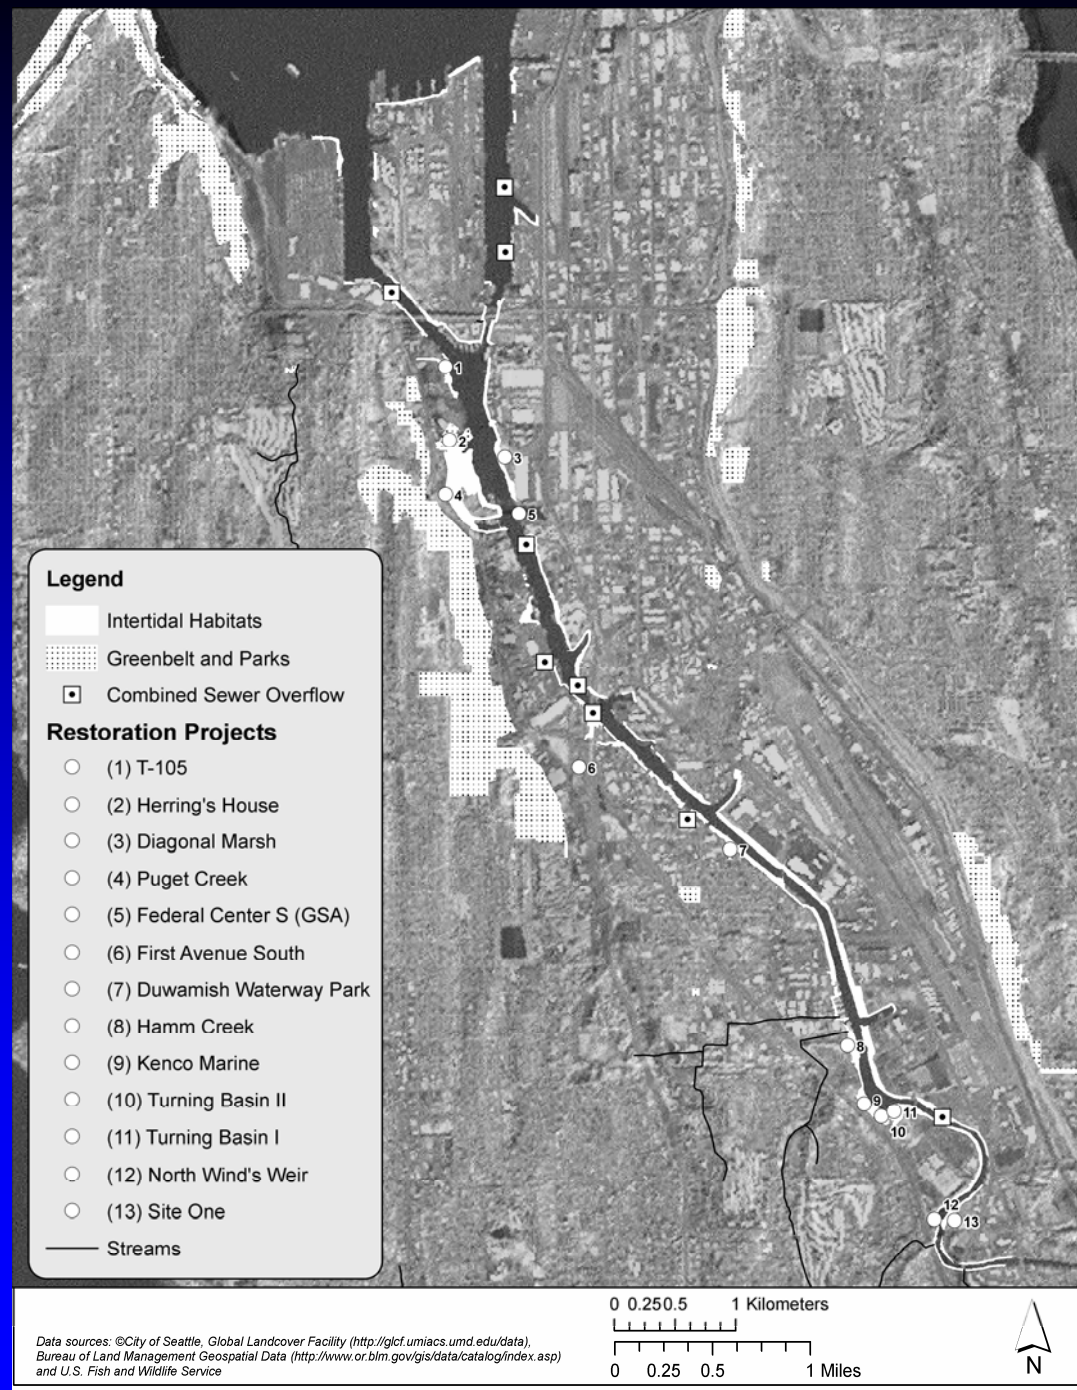 1
2
3
4
5
6
7
8
9
11
10
12
13
Legend
Intertidal Habitats
Greenbelt and Parks
Combined Sewer Overflow
Restoration Projects
(1) T-105
(2) Herring's House
(3) Diagonal Marsh
(4) Puget Creek
(5) Federal Center S (GSA)
(6) First Avenue South
(7) Duwamish Waterway Park
(8) Hamm Creek
(9) Kenco Marine
(10) Turning Basin II
(11) Turning Basin I
(12) North Wind's Weir
(13) Site One
Streams
0 0.25 0.5 1 Kilometers
0 0.25 0.5 1 Miles
N
Data sources: ©City of Seattle, Global Landcover Facility (http://glcf.umiacs.umd.edu/data),
Bureau of Land Management Geospatial Data (http://www.or.blm.gov/gis/data/catalog/index.asp)
and U.S. Fish and Wildlife Service